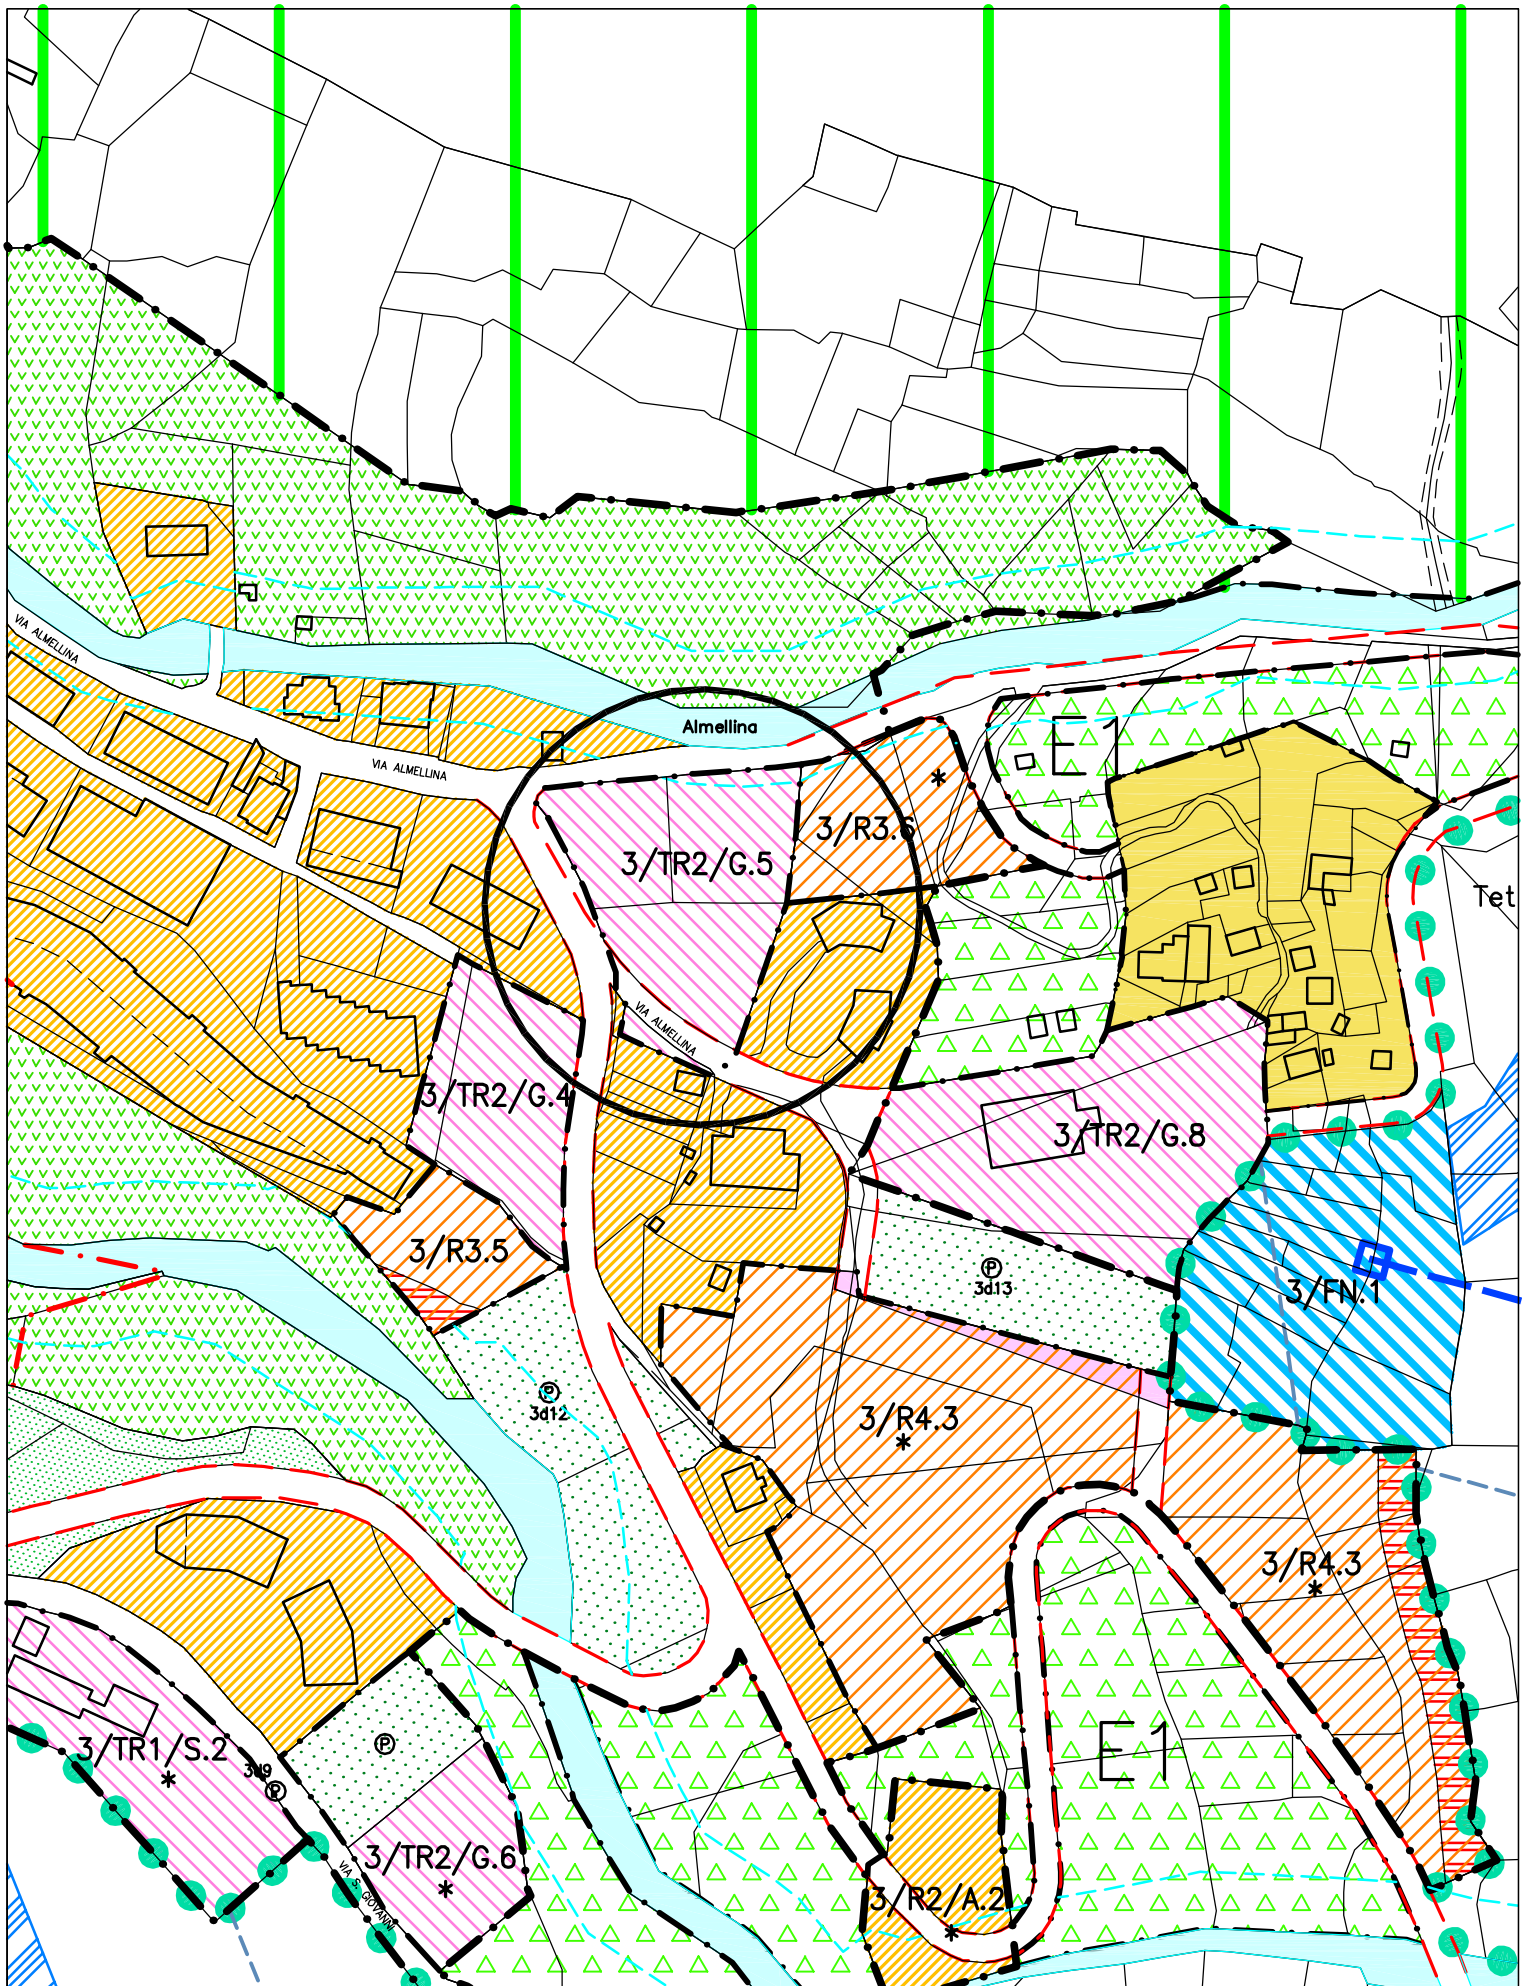 VIA ALMELLINA
Almellina
E 1
VIA ALMELLINA
3/R3.6
*
3/TR2/G.5
Tet
VIA ALMELLINA
3/TR2/G.4
3/TR2/G.8
3/R3.5
P
3d13
3/FN.1
P
3d12
3/R4.3
*
3/R4.3
*
3/TR1/S.2
*
P
3d9
P
E 1
3/TR2/G.6
*
VIA S. GIOVANNI
3/R2/A.2
*